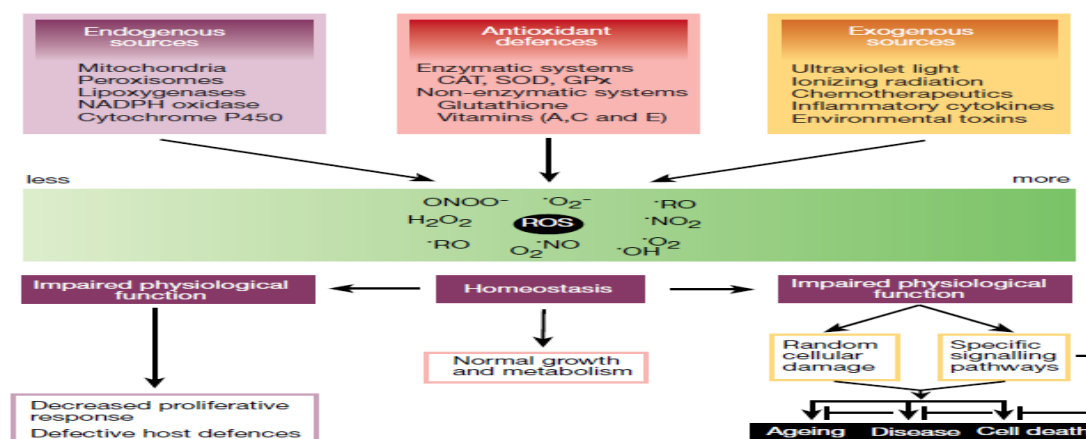 Endogenous
sources
Mitochondria
Peroxisomes
Lipoxygenases
NADPH oxidase
Cytochrome P450
Antioxidant
defences
Enzymatic systems
CAT, SOD, GPx
Non-enzymatic systems
Glutathione
Vitamins (A,C and E)
Exogenous
sources
Ultraviolet light
Ionizing radiation
Chemotherapeutics
Inflammatory cytokines
Environmental toxins
less
more
ONOO⁻ ˙O₂⁻ ˙RO
H₂O₂ ROS ˙NO₂
˙RO O₂ ˙NO ˙OH ˙O₂
Impaired physiological
function
Homeostasis
Impaired physiological
function
Normal growth
and metabolism
Random
cellular
damage
Specific
signalling
pathways
Decreased proliferative
response
Defective host defences
Ageing Disease Cell death